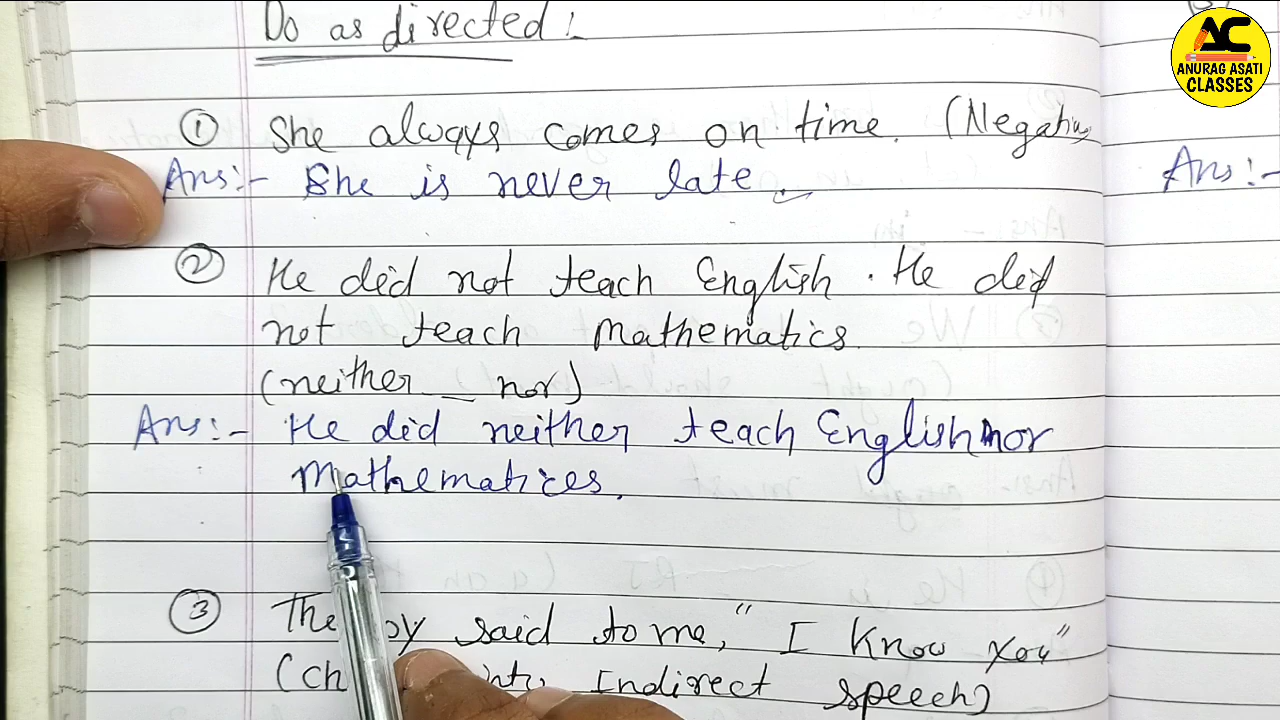 Do as directed :
① She always comes on time. (Negative
Ans:- She is never late.
Ans:-
② He did not teach English. He did
not teach Mathematics.
(neither _ nor)
Ans:- He did neither teach English nor
Mathematices.
③ The said to me, "I know you"
(ch into Indirect speech)
AC
ANURAG ASATI
CLASSES